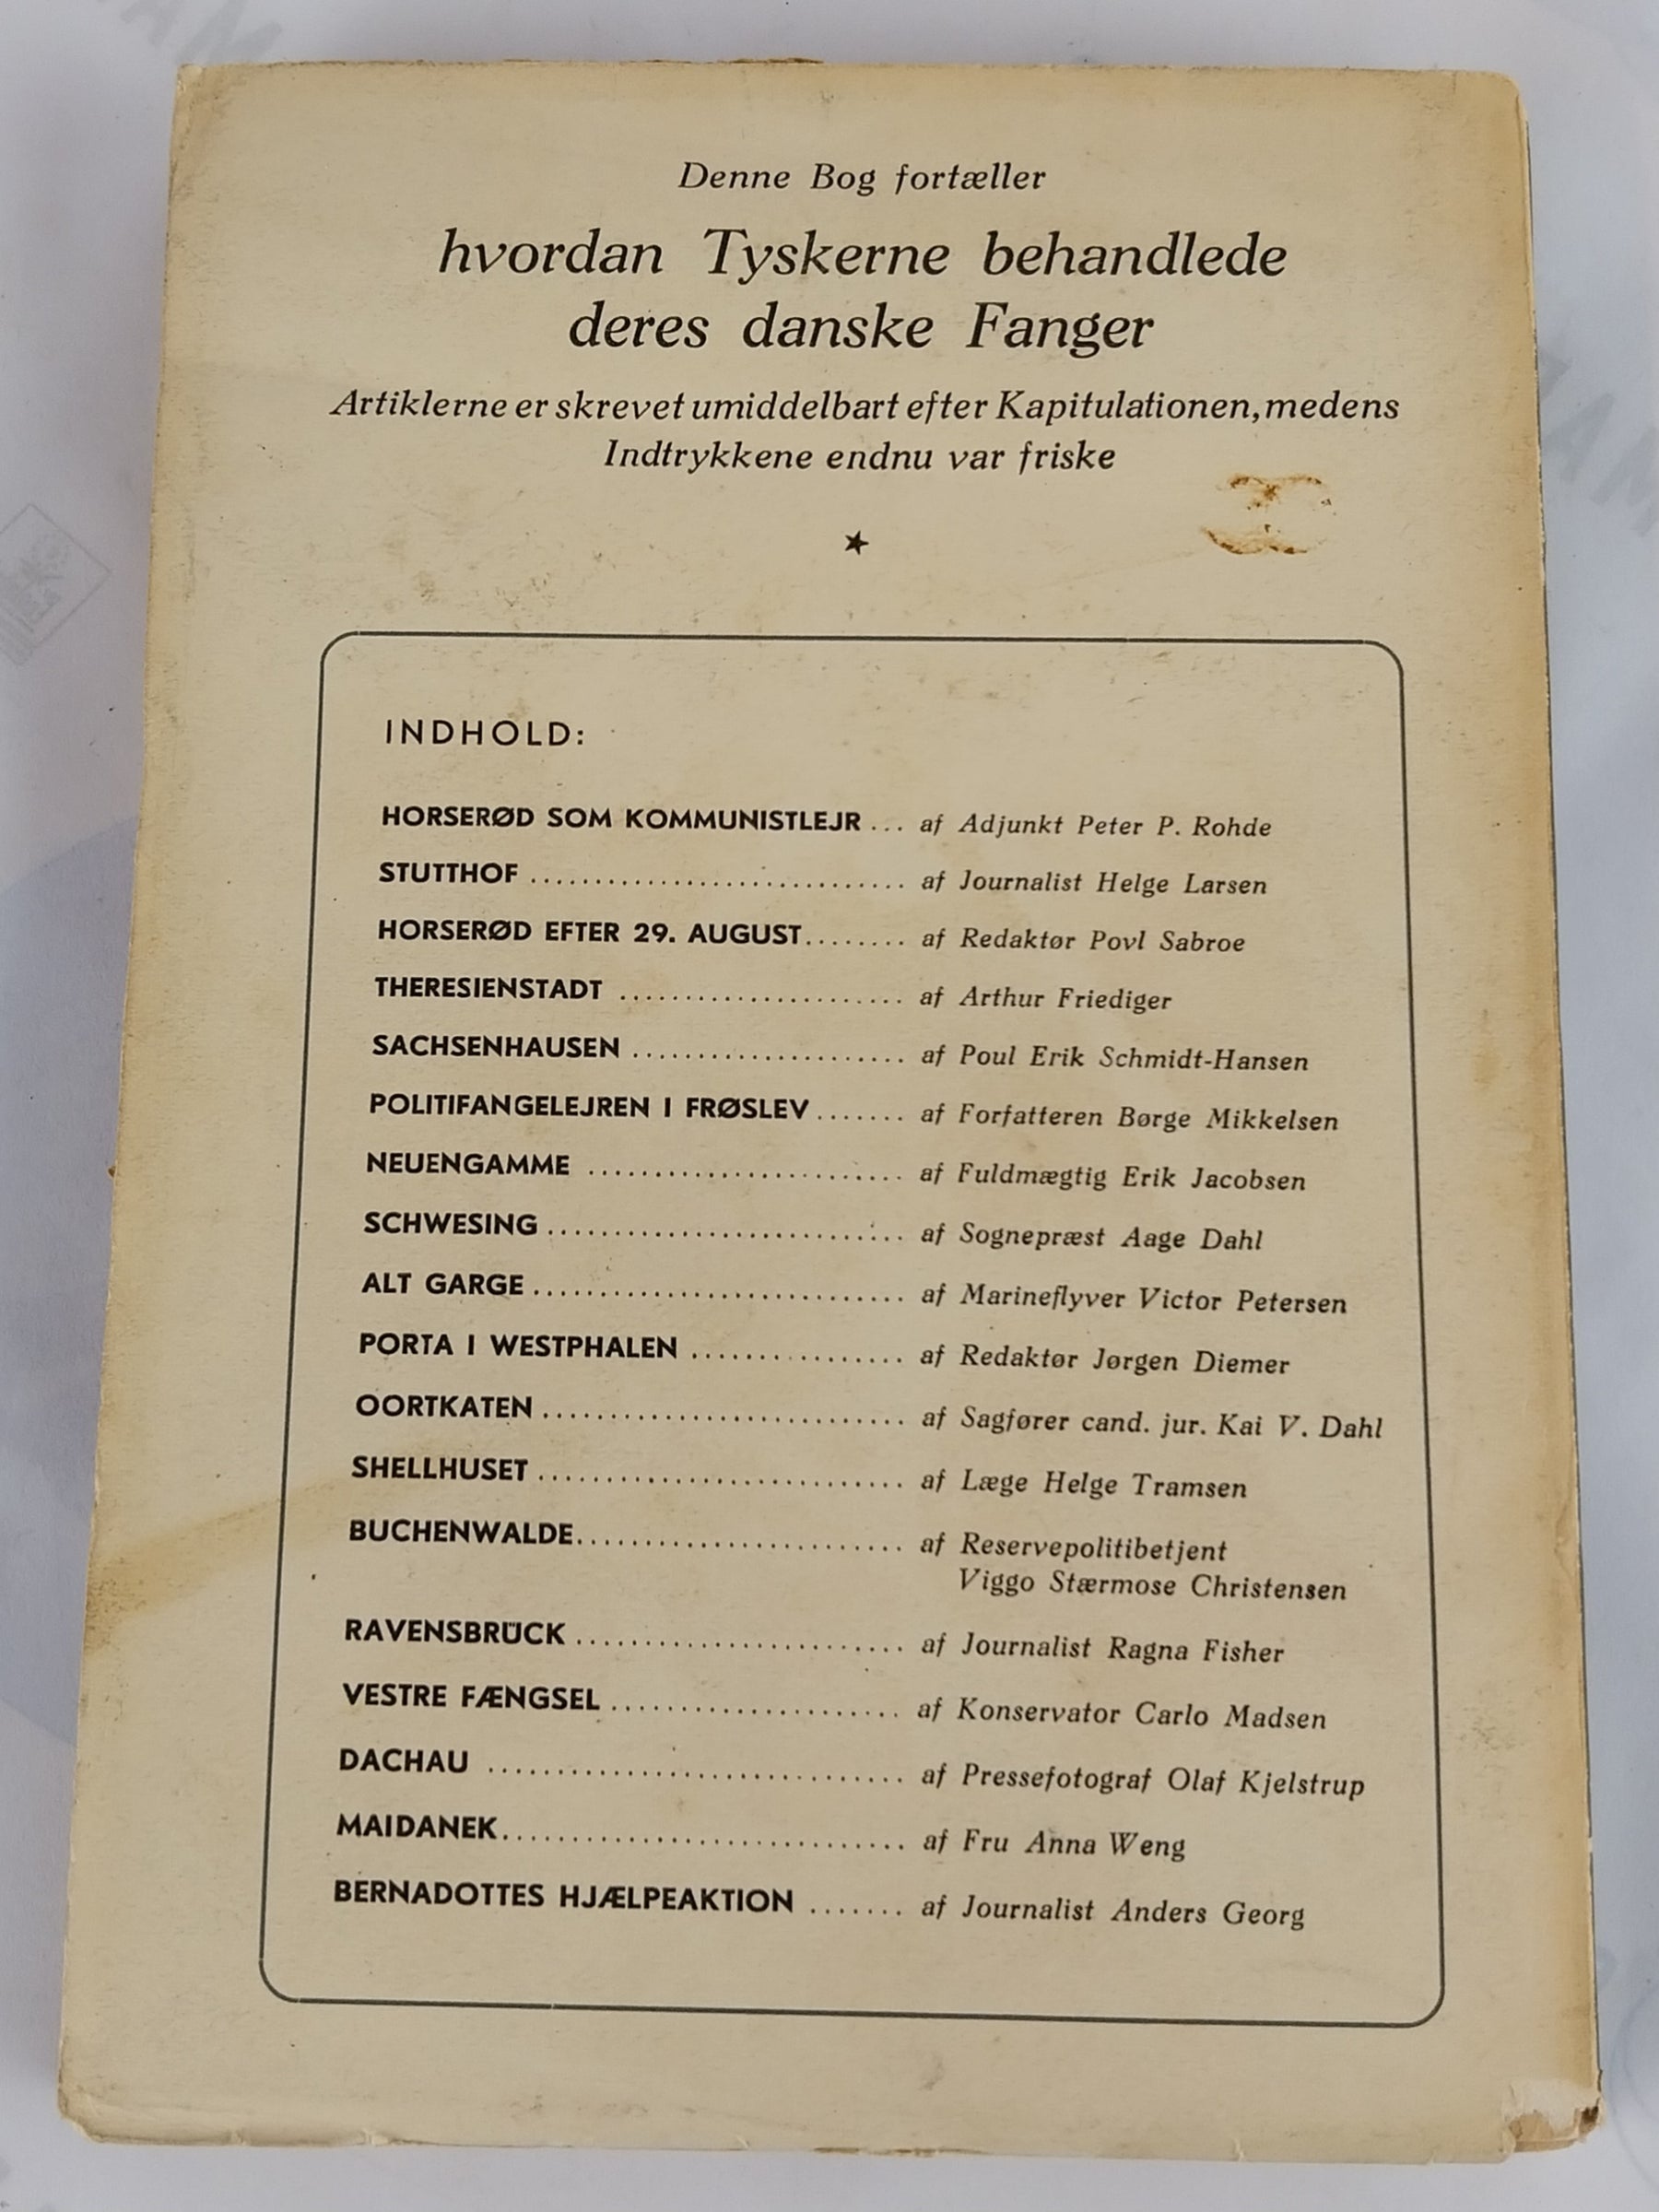 Denne Bog fortæller
hvordan Tyskerne behandlede
deres danske Fanger
Artiklerne er skrevet umiddelbart efter Kapitulationen, medens
Indtrykkene endnu var friske
INDHOLD:
HORSERØD SOM KOMMUNISTLEJR ... af Adjunkt Peter P. Rohde
STUTTHOF ............................. af Journalist Helge Larsen
HORSERØD EFTER 29. AUGUST........ af Redaktør Povl Sabroe
THERESIENSTADT ...................... af Arthur Friediger
SACHSENHAUSEN ..................... af Poul Erik Schmidt-Hansen
POLITIFANGELEJREN I FRØSLEV....... af Forfatteren Børge Mikkelsen
NEUENGAMME ........................ af Fuldmægtig Erik Jacobsen
SCHWESING ........................... af Sognepræst Aage Dahl
ALT GARGE ............................ af Marineflyver Victor Petersen
PORTA I WESTPHALEN ................ af Redaktør Jørgen Diemer
OORTKATEN ............................ af Sagfører cand. jur. Kai V. Dahl
SHELLHUSET ............................ af Læge Helge Tramsen
BUCHENWALDE......................... af Reservepolitibetjent
Viggo Stærmose Christensen
RAVENSBRÜCK ......................... af Journalist Ragna Fisher
VESTRE FÆNGSEL ...................... af Konservator Carlo Madsen
DACHAU ................................ af Pressefotograf Olaf Kjelstrup
MAIDANEK............................... af Fru Anna Weng
BERNADOTTES HJÆLPEAKTION ....... af Journalist Anders Georg